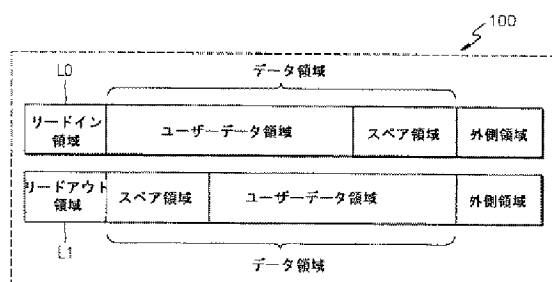 100
L0
データ領域
リードイン
領域
ユーザーデータ領域
スペア領域
外側領域
リードアウト
領域
スペア領域
ユーザーデータ領域
外側領域
L1
データ領域